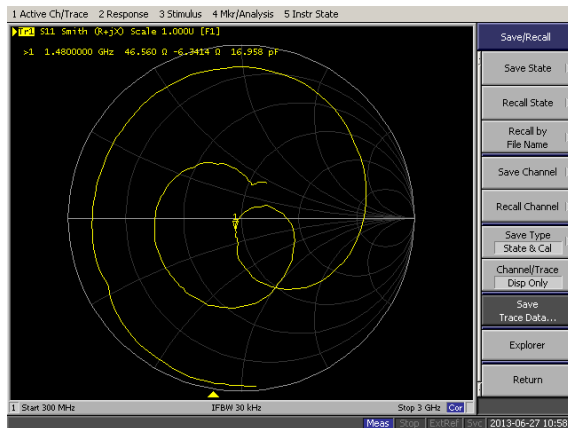 1 Active Ch/Trace 2 Response 3 Stimulus 4 Mkr/Analysis 5 Instr State
Tr1 S11 Smith (R+jX) Scale 1.000U [F1]
>1 1.4800000 GHz 46.560 Ω -6.3414 Ω 16.958 pF
1
Save/Recall
Save State
Recall State
Recall by
File Name
Save Channel
Recall Channel
Save Type
State & Cal
Channel/Trace
Disp Only
Save
Trace Data...
Explorer
Return
1 Start 300 MHz IFBW 30 kHz Stop 3 GHz Cor
Meas Stop ExtRef Svc 2013-06-27 10:58